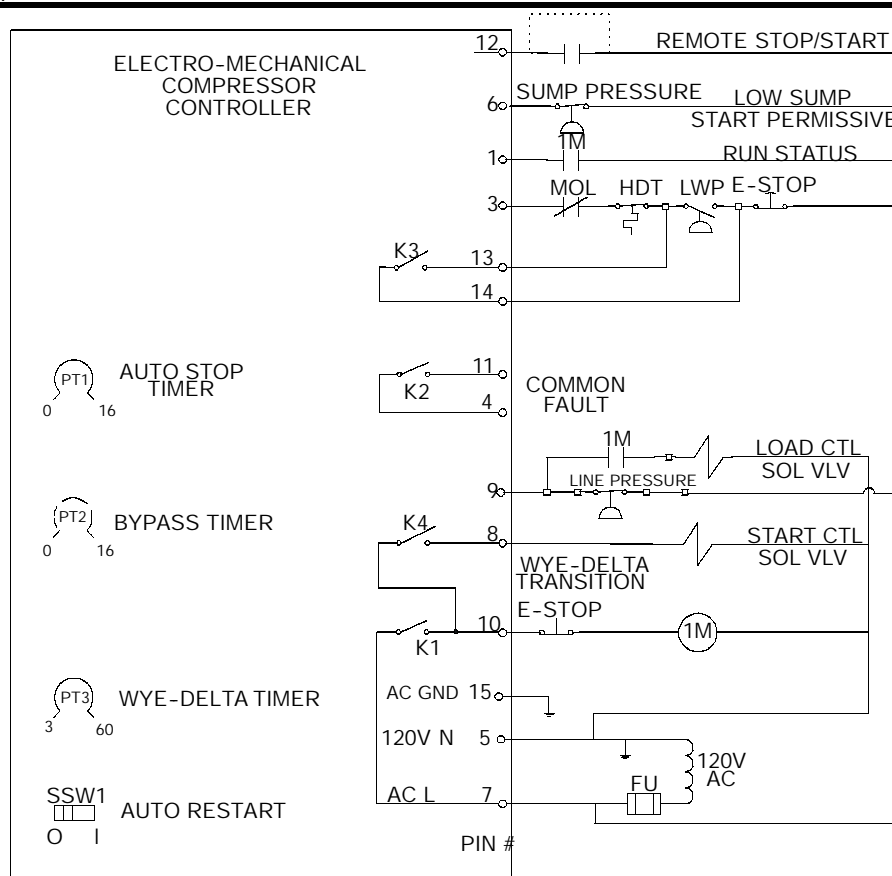 12
REMOTE STOP/START
ELECTRO-MECHANICAL
COMPRESSOR
CONTROLLER
6
SUMP PRESSURE
LOW SUMP
START PERMISSIVE
1M
1
RUN STATUS
MOL
HDT
LWP
E-STOP
3
K3
13
14
PT1
AUTO STOP
TIMER
0
16
11
K2
4
COMMON
FAULT
1M
LOAD CTL
SOL VLV
LINE PRESSURE
9
PT2
BYPASS TIMER
0
16
K4
8
START CTL
SOL VLV
WYE-DELTA
TRANSITION
E-STOP
10
1M
K1
PT3
WYE-DELTA TIMER
3
60
AC GND
15
120V N
5
120V
AC
FU
AC L
7
SSW1
AUTO RESTART
O
I
PIN #